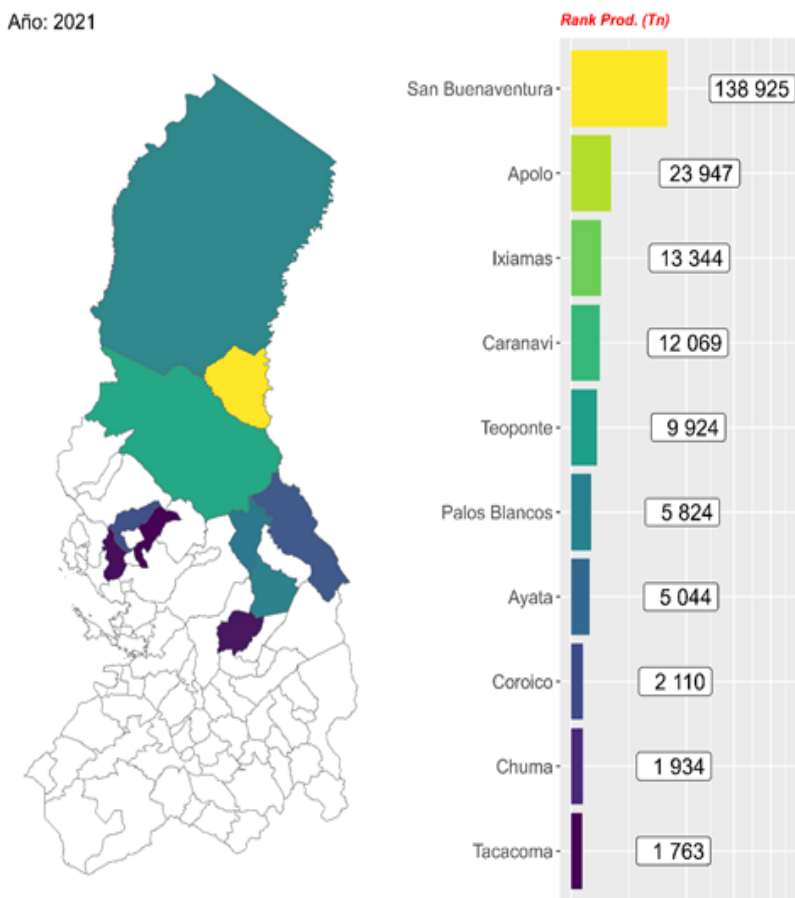 Año: 2021
Rank Prod. (Tn)
San Buenaventura 138 925
Apolo 23 947
Ixiamas 13 344
Caranavi 12 069
Teoponte 9 924
Palos Blancos 5 824
Ayata 5 044
Coroico 2 110
Chuma 1 934
Tacacoma 1 763